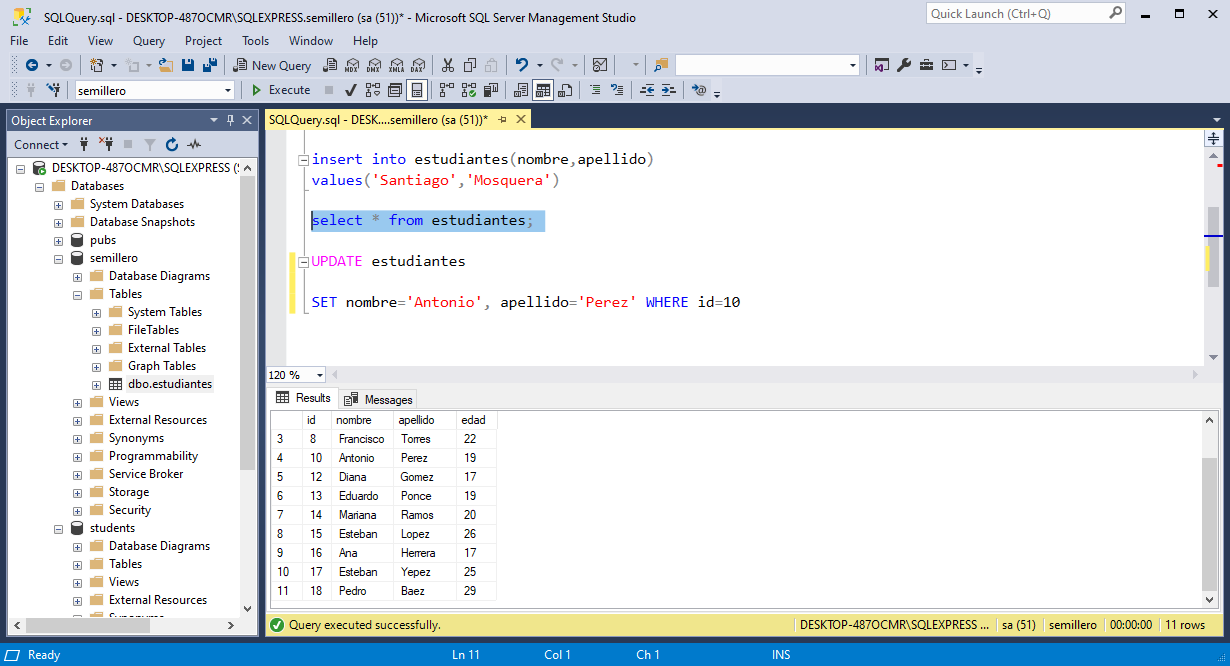 SQLQuery.sql - DESKTOP-487OCMR\SQLEXPRESS.semillero (sa (51))* - Microsoft SQL Server Management Studio
Quick Launch (Ctrl+Q)
File Edit View Query Project Tools Window Help
New Query MDX DMX XMLA DAX
semillero Execute
Object Explorer
SQLQuery.sql - DESK....semillero (sa (51))*
Connect
DESKTOP-487OCMR\SQLEXPRESS (
Databases
System Databases
Database Snapshots
pubs
semillero
Database Diagrams
Tables
System Tables
FileTables
External Tables
Graph Tables
dbo.estudiantes
Views
External Resources
Synonyms
Programmability
Service Broker
Storage
Security
students
Database Diagrams
Tables
Views
External Resources
Synonyms
insert into estudiantes(nombre,apellido)
values('Santiago','Mosquera')
select * from estudiantes;
UPDATE estudiantes
SET nombre='Antonio', apellido='Perez' WHERE id=10
120 %
Results Messages
id nombre apellido edad
3 8 Francisco Torres 22
4 10 Antonio Perez 19
5 12 Diana Gomez 17
6 13 Eduardo Ponce 19
7 14 Mariana Ramos 20
8 15 Esteban Lopez 26
9 16 Ana Herrera 17
10 17 Esteban Yepez 25
11 18 Pedro Baez 29
Query executed successfully. DESKTOP-487OCMR\SQLEXPRESS ... sa (51) semillero 00:00:00 11 rows
Ready Ln 11 Col 1 Ch 1 INS